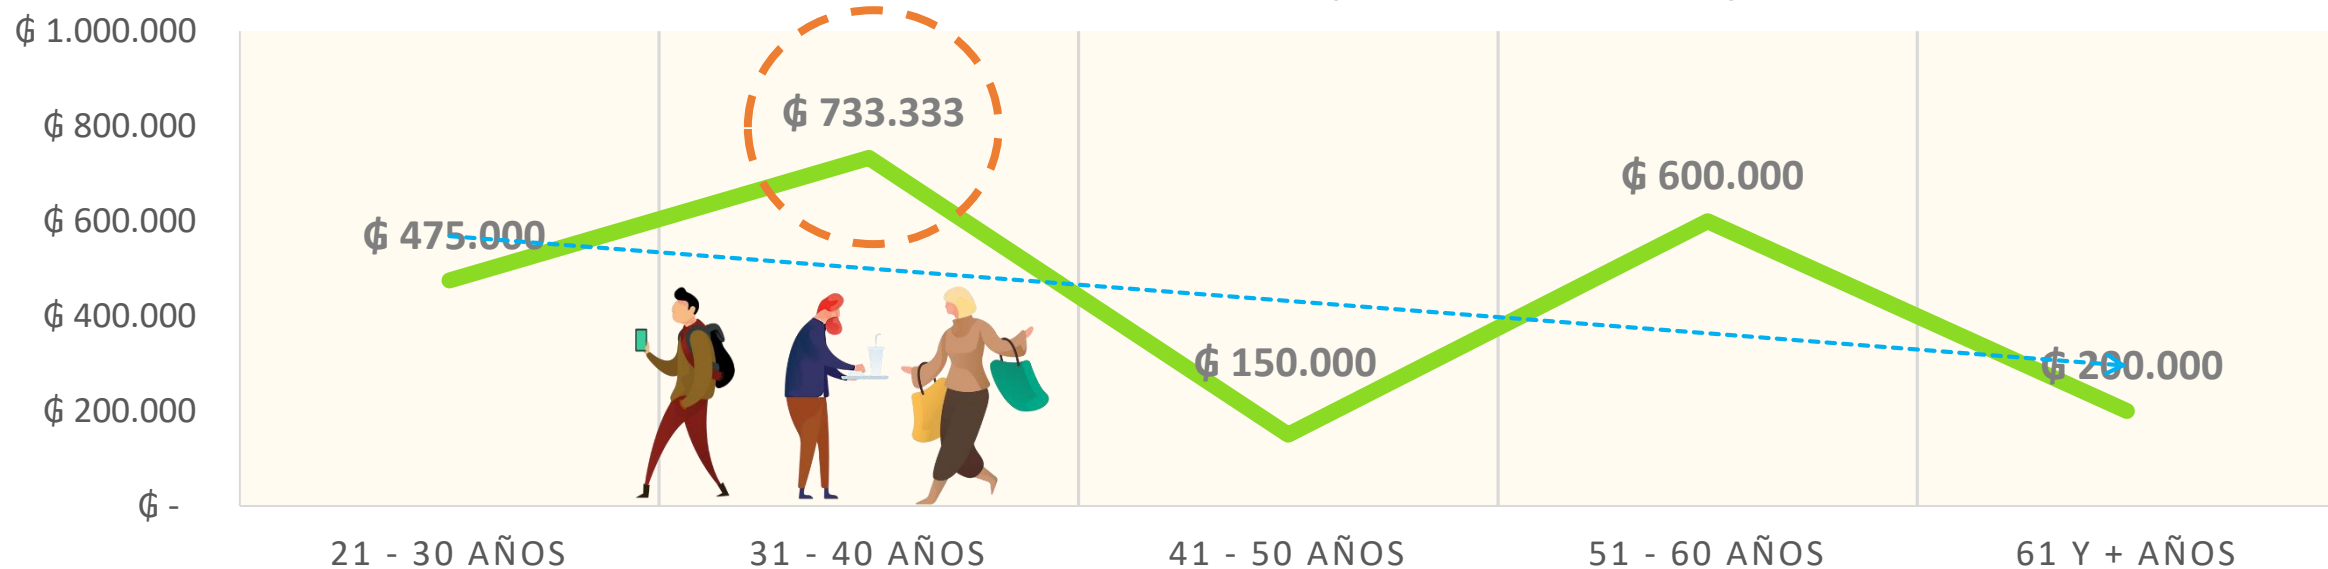 ₲ 1.000.000
₲ 800.000
₲ 600.000
₲ 400.000
₲ 200.000
₲ -
₲ 475.000
₲ 733.333
₲ 150.000
₲ 600.000
₲ 200.000
21 - 30 AÑOS
31 - 40 AÑOS
41 - 50 AÑOS
51 - 60 AÑOS
61 Y + AÑOS